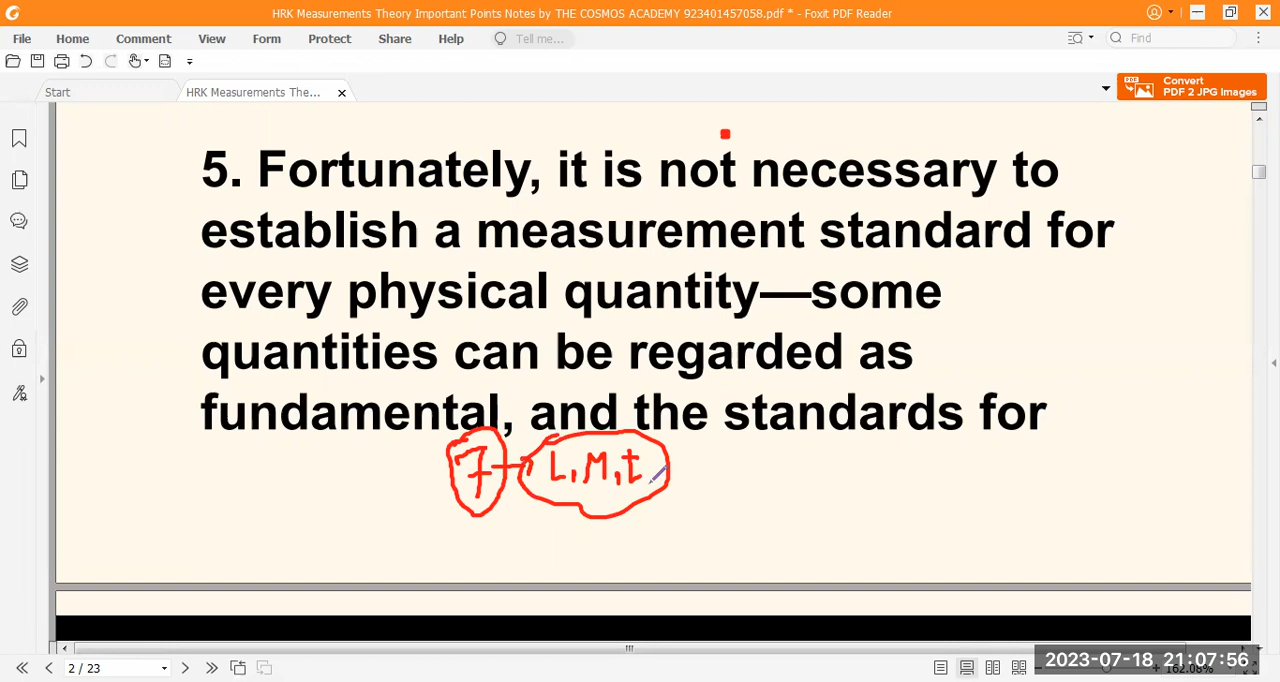 HRK Measurements Theory Important Points Notes by THE COSMOS ACADEMY 923401457058.pdf * - Foxit PDF Reader
File Home Comment View Form Protect Share Help Tell me... Find
Start HRK Measurements The... Convert
PDF 2 JPG Images
5. Fortunately, it is not necessary to
establish a measurement standard for
every physical quantity—some
quantities can be regarded as
fundamental, and the standards for
7 → L, M, t
2 / 23
2023-07-18 21:07:56
162.08%